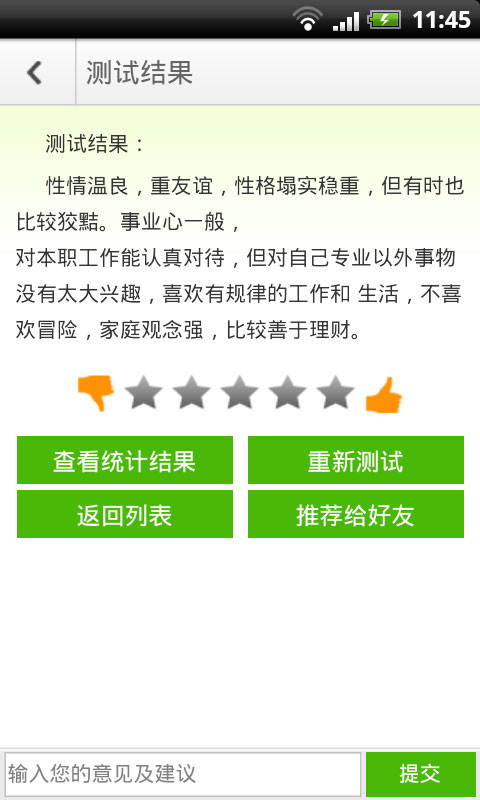 11:45
测试结果
测试结果：
性情温良，重友谊，性格塌实稳重，但有时也
比较狡黠。事业心一般，
对本职工作能认真对待，但对自己专业以外事物
没有太大兴趣，喜欢有规律的工作和 生活，不喜
欢冒险，家庭观念强，比较善于理财。
查看统计结果 重新测试
返回列表 推荐给好友
输入您的意见及建议 提交